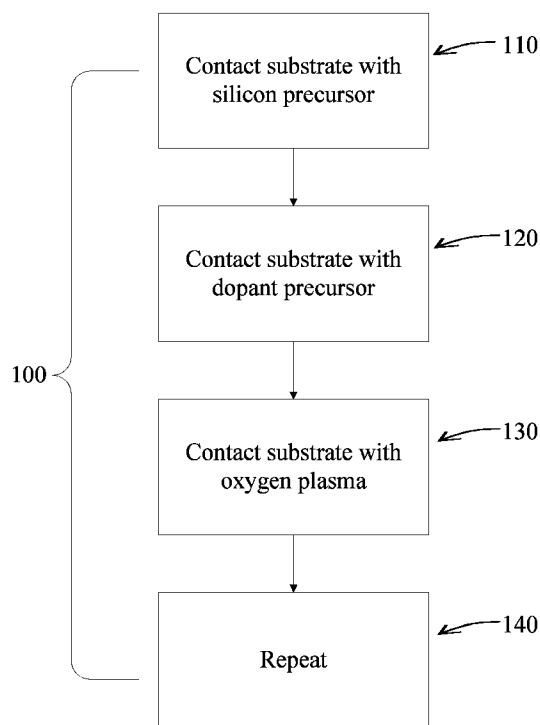 110
Contact substrate with
silicon precursor
120
Contact substrate with
dopant precursor
100
130
Contact substrate with
oxygen plasma
140
Repeat